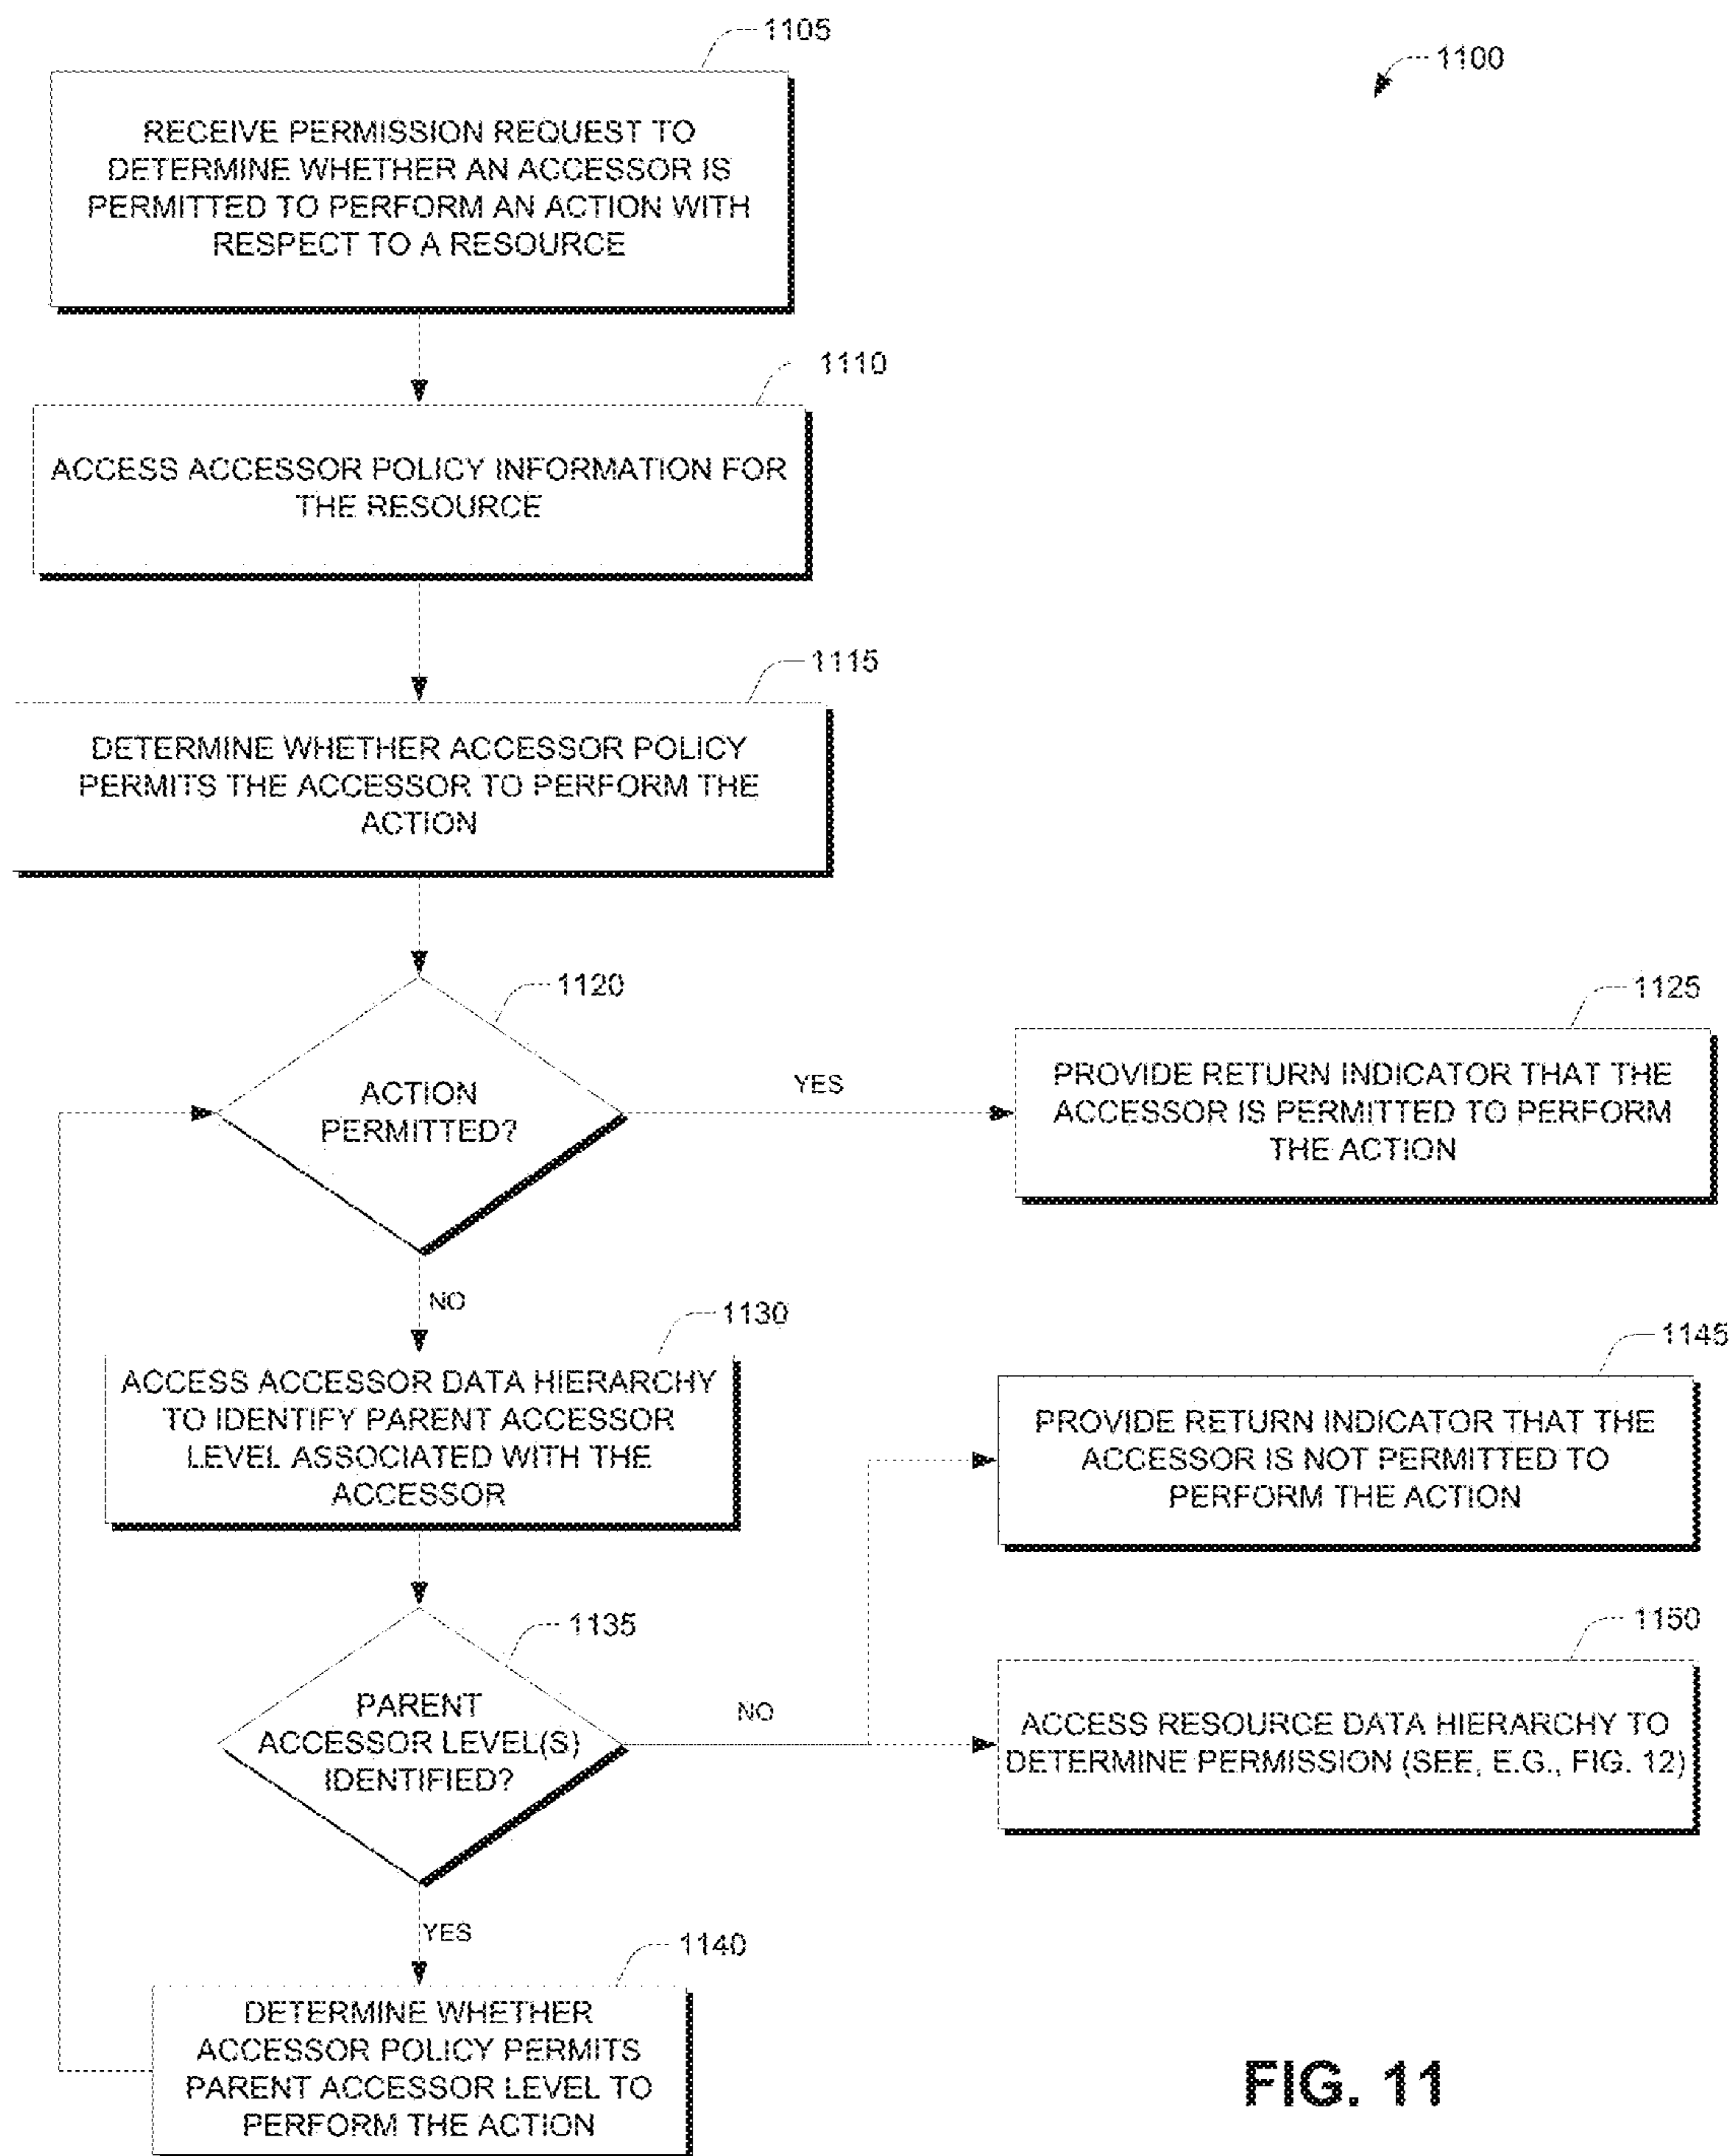 1105
1100
RECEIVE PERMISSION REQUEST TO
DETERMINE WHETHER AN ACCESSOR IS
PERMITTED TO PERFORM AN ACTION WITH
RESPECT TO A RESOURCE
1110
ACCESS ACCESSOR POLICY INFORMATION FOR
THE RESOURCE
1115
DETERMINE WHETHER ACCESSOR POLICY
PERMITS THE ACCESSOR TO PERFORM THE
ACTION
1120
ACTION
PERMITTED?
YES
1125
PROVIDE RETURN INDICATOR THAT THE
ACCESSOR IS PERMITTED TO PERFORM
THE ACTION
NO
1130
ACCESS ACCESSOR DATA HIERARCHY
TO IDENTIFY PARENT ACCESSOR
LEVEL ASSOCIATED WITH THE
ACCESSOR
1145
PROVIDE RETURN INDICATOR THAT THE
ACCESSOR IS NOT PERMITTED TO
PERFORM THE ACTION
1135
PARENT
ACCESSOR LEVEL(S)
IDENTIFIED?
NO
1150
ACCESS RESOURCE DATA HIERARCHY TO
DETERMINE PERMISSION (SEE, E.G., FIG. 12)
YES
1140
DETERMINE WHETHER
ACCESSOR POLICY PERMITS
PARENT ACCESSOR LEVEL TO
PERFORM THE ACTION
FIG. 11